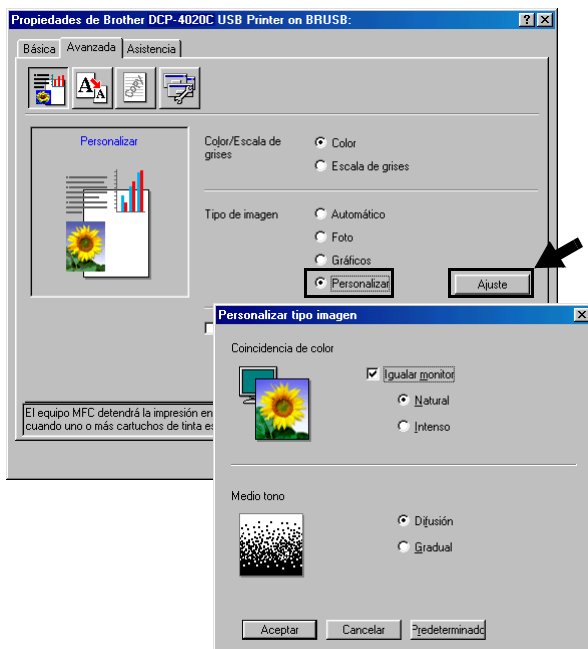 Propiedades de Brother DCP-4020C USB Printer on BRUSB:
Básica Avanzada Asistencia
Personalizar
Color/Escala de
grises
Color
Escala de grises
Tipo de imagen
Automático
Foto
Gráficos
Personalizar
Ajuste
El equipo MFC detendrá la impresión en
cuando uno o más cartuchos de tinta
Personalizar tipo imagen
Coincidencia de color
Igualar monitor
Natural
Intenso
Medio tono
Difusión
Gradual
Aceptar Cancelar Predeterminado